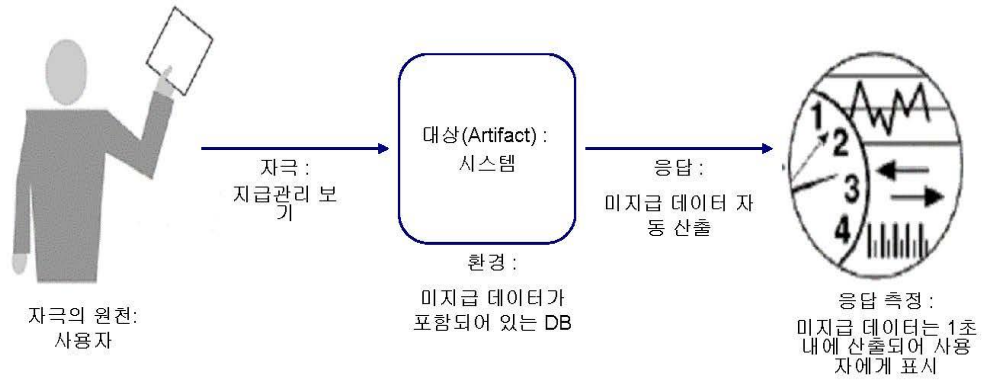 자극의 원천:
사용자
자극 :
지급관리 보
기
대상(Artifact) :
시스템
환경 :
미지급 데이터가
포함되어 있는 DB
응답 :
미지급 데이터 자
동 산출
1
2
3
4
응답 측정 :
미지급 데이터는 1초
내에 산출되어 사용
자에게 표시